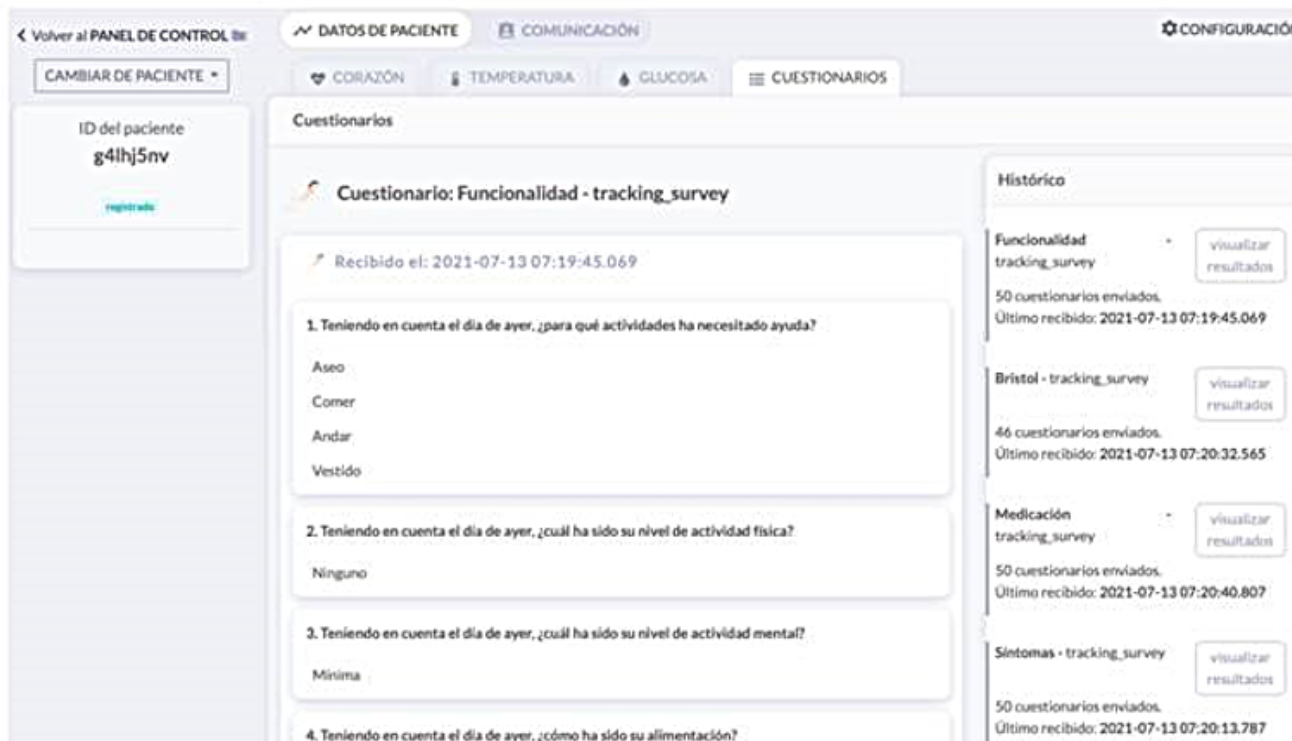 Volver al PANEL DE CONTROL
DATOS DE PACIENTE
COMUNICACIÓN
CONFIGURACIÓN
CAMBIAR DE PACIENTE
CORAZÓN
TEMPERATURA
GLUCOSA
CUESTIONARIOS
ID del paciente
g4lhj5nv
registrado
Cuestionarios
Cuestionario: Funcionalidad - tracking_survey
Recibido el: 2021-07-13 07:19:45.069
1. Teniendo en cuenta el día de ayer, ¿para qué actividades ha necesitado ayuda?
Aseo
Comer
Andar
Vestido
2. Teniendo en cuenta el día de ayer, ¿cuál ha sido su nivel de actividad física?
Ninguno
3. Teniendo en cuenta el día de ayer, ¿cuál ha sido su nivel de actividad mental?
Mínima
4. Teniendo en cuenta el día de ayer, ¿cómo ha sido su alimentación?
Histórico
Funcionalidad -
tracking_survey
visualizar
resultados
50 cuestionarios enviados.
Último recibido: 2021-07-13 07:19:45.069
Bristol - tracking_survey
visualizar
resultados
46 cuestionarios enviados.
Último recibido: 2021-07-13 07:20:32.565
Medicación -
tracking_survey
visualizar
resultados
50 cuestionarios enviados.
Último recibido: 2021-07-13 07:20:40.807
Síntomas - tracking_survey
visualizar
resultados
50 cuestionarios enviados.
Último recibido: 2021-07-13 07:20:13.787